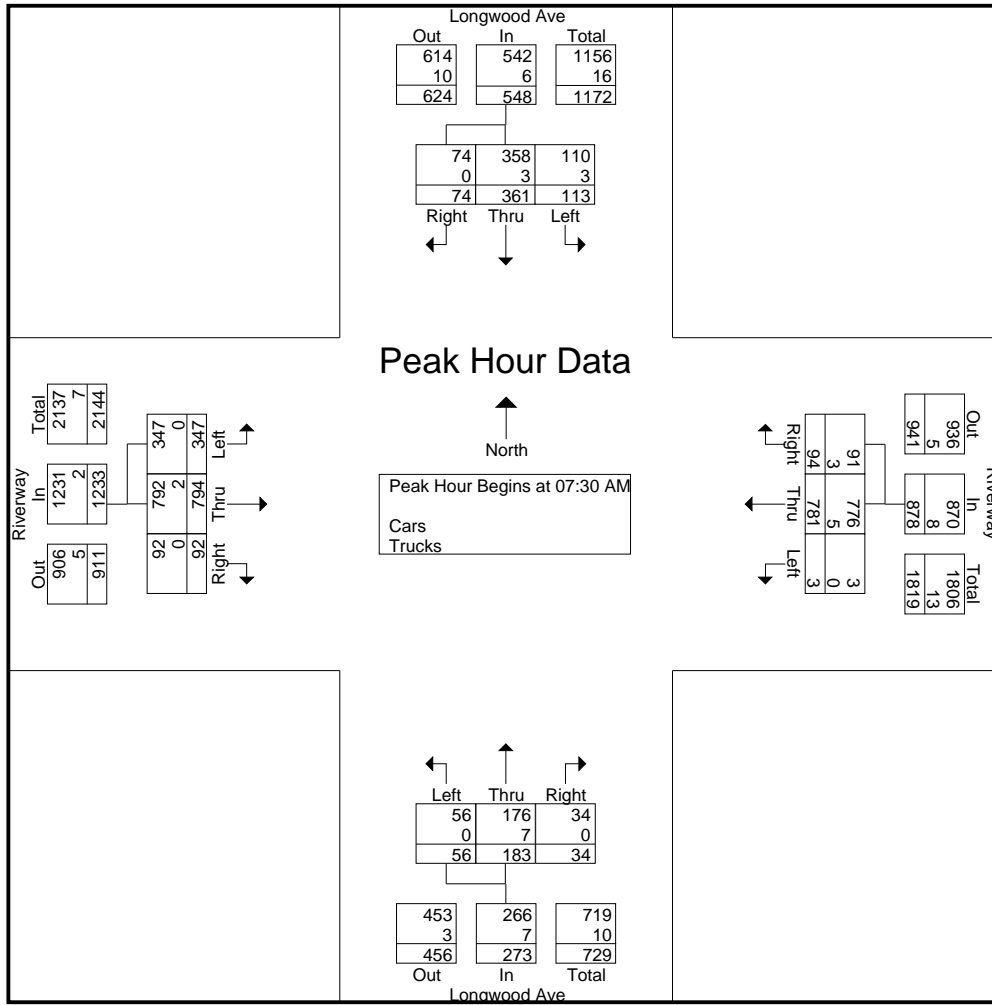 Longwood Ave
Out In Total
614 542 1156
10 6 16
624 548 1172
74 358 110
0 3 3
74 361 113
Right Thru Left
Peak Hour Data
North
Peak Hour Begins at 07:30 AM
Cars
Trucks
Riverway
Total In Out
2137 1231 906
7 2 5
2144 1233 911
347 792 92
0 2 0
347 794 92
Left Thru Right
Riverway
Out In Total
936 870 1806
5 8 13
941 878 1819
91 776 3
3 5 0
94 781 3
Right Thru Left
Left Thru Right
56 176 34
0 7 0
56 183 34
453 266 719
3 7 10
456 273 729
Out In Total
Longwood Ave